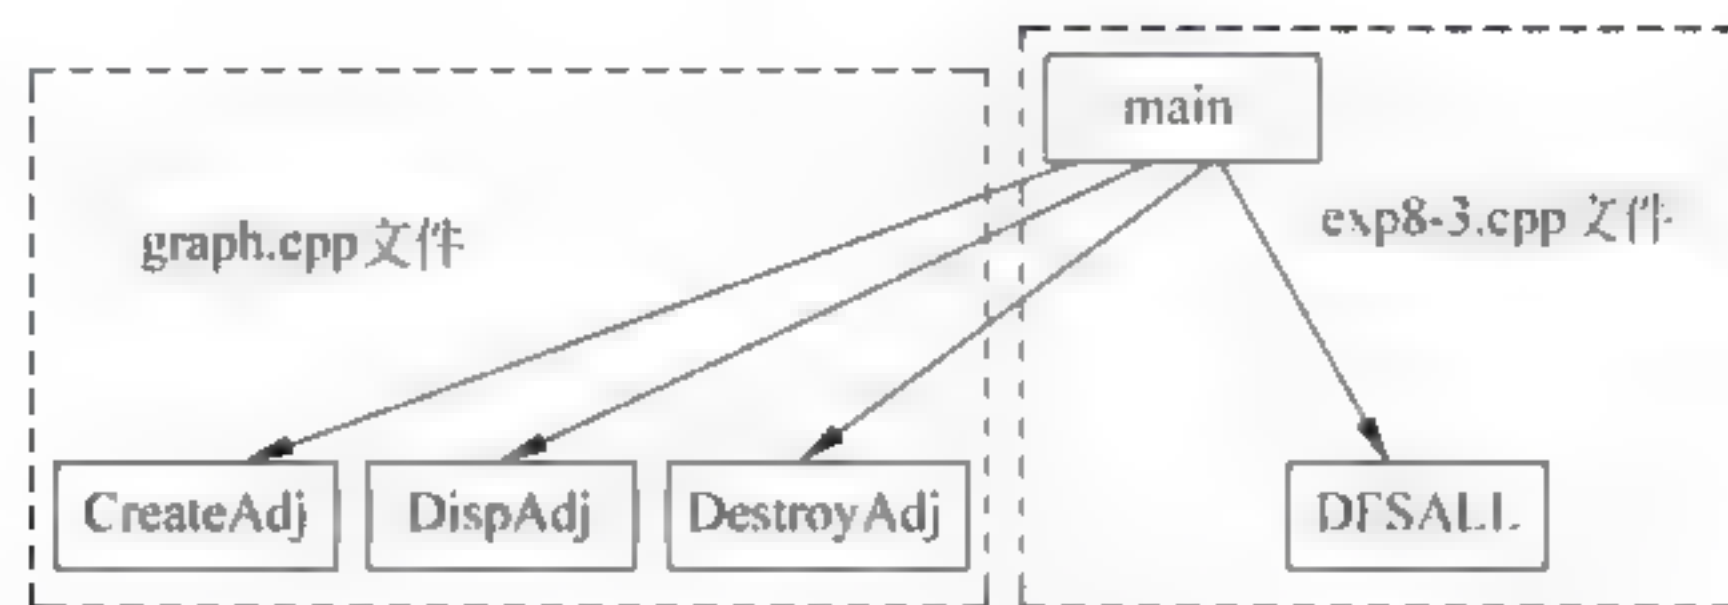 main
graph.cpp 文件
exp8-3.cpp 文件
CreateAdj
DispAdj
DestroyAdj
DFSALL